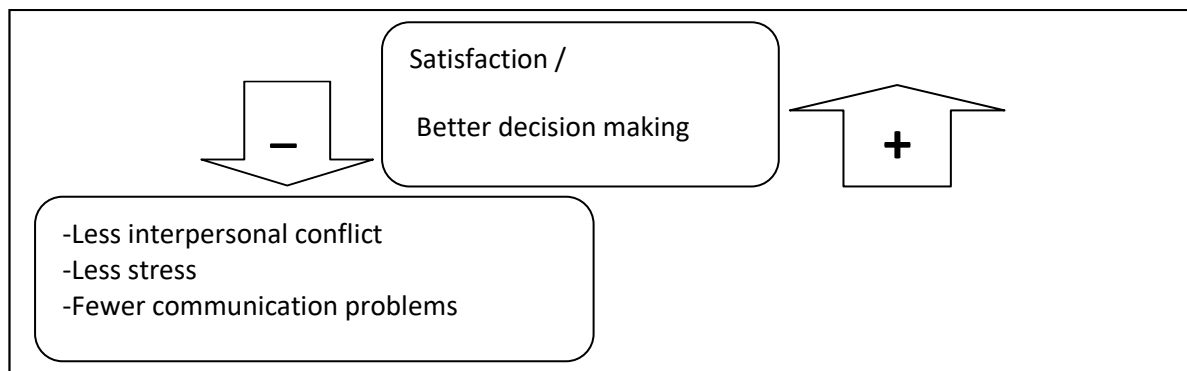 Satisfaction /
Better decision making
–
+
-Less interpersonal conflict
-Less stress
-Fewer communication problems